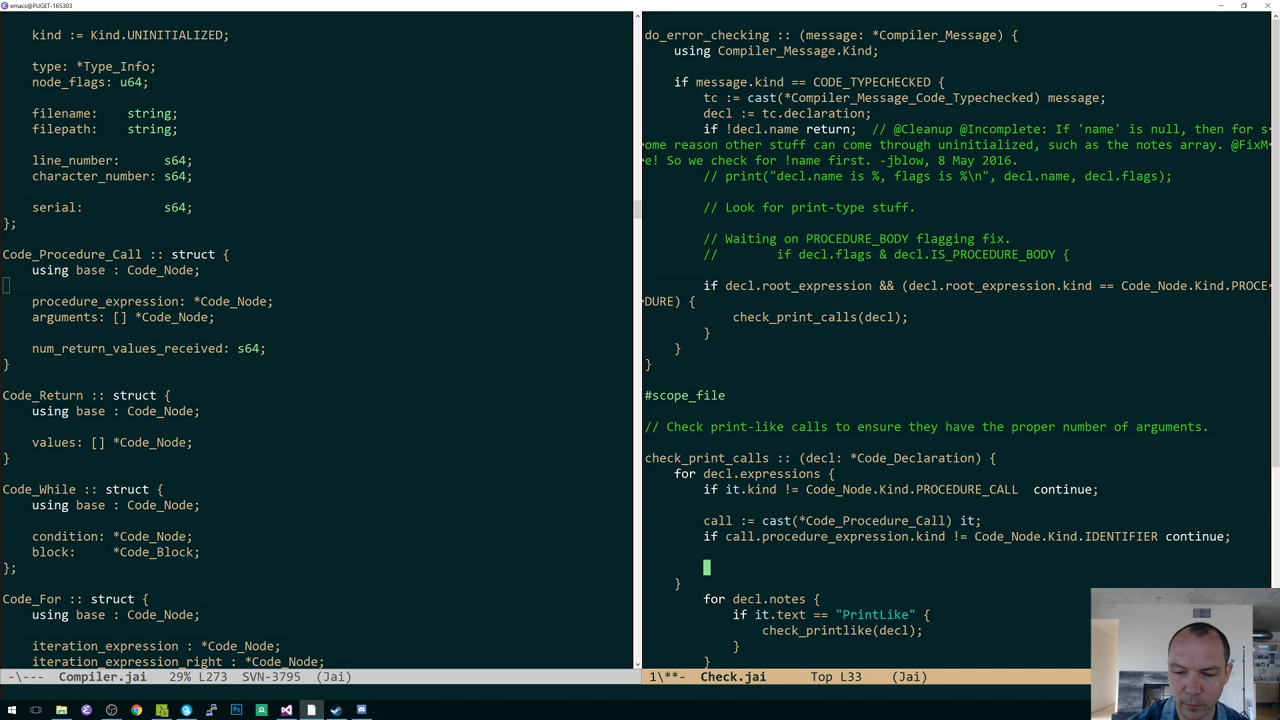 emacs@PUGET-165303
kind := Kind.UNINITIALIZED;
type: *Type_Info;
node_flags: u64;
filename:    string;
filepath:    string;
line_number:      s64;
character_number: s64;
serial:           s64;
};
Code_Procedure_Call :: struct {
using base : Code_Node;
procedure_expression: *Code_Node;
arguments: [] *Code_Node;
num_return_values_received: s64;
}
Code_Return :: struct {
using base : Code_Node;
values: [] *Code_Node;
}
Code_While :: struct {
using base : Code_Node;
condition: *Code_Node;
block:     *Code_Block;
};
Code_For :: struct {
using base : Code_Node;
iteration_expression : *Code_Node;
iteration_expression_right : *Code_Node;
-\---  Compiler.jai   29% L273  SVN-3795  (Jai)
do_error_checking :: (message: *Compiler_Message) {
using Compiler_Message.Kind;
if message.kind == CODE_TYPECHECKED {
tc := cast(*Compiler_Message_Code_Typechecked) message;
decl := tc.declaration;
if !decl.name return;  // @Cleanup @Incomplete: If 'name' is null, then for s
ome reason other stuff can come through uninitialized, such as the notes array. @FixM
e! So we check for !name first. -jblow, 8 May 2016.
// print("decl.name is %, flags is %\n", decl.name, decl.flags);
// Look for print-type stuff.
// Waiting on PROCEDURE_BODY flagging fix.
//        if decl.flags & decl.IS_PROCEDURE_BODY {
if decl.root_expression && (decl.root_expression.kind == Code_Node.Kind.PROCE
DURE) {
check_print_calls(decl);
}
}
}
#scope_file
// Check print-like calls to ensure they have the proper number of arguments.
check_print_calls :: (decl: *Code_Declaration) {
for decl.expressions {
if it.kind != Code_Node.Kind.PROCEDURE_CALL  continue;
call := cast(*Code_Procedure_Call) it;
if call.procedure_expression.kind != Code_Node.Kind.IDENTIFIER continue;
}
for decl.notes {
if it.text == "PrintLike" {
check_printlike(decl);
}
}
1\**-  Check.jai      Top L33    (Jai)